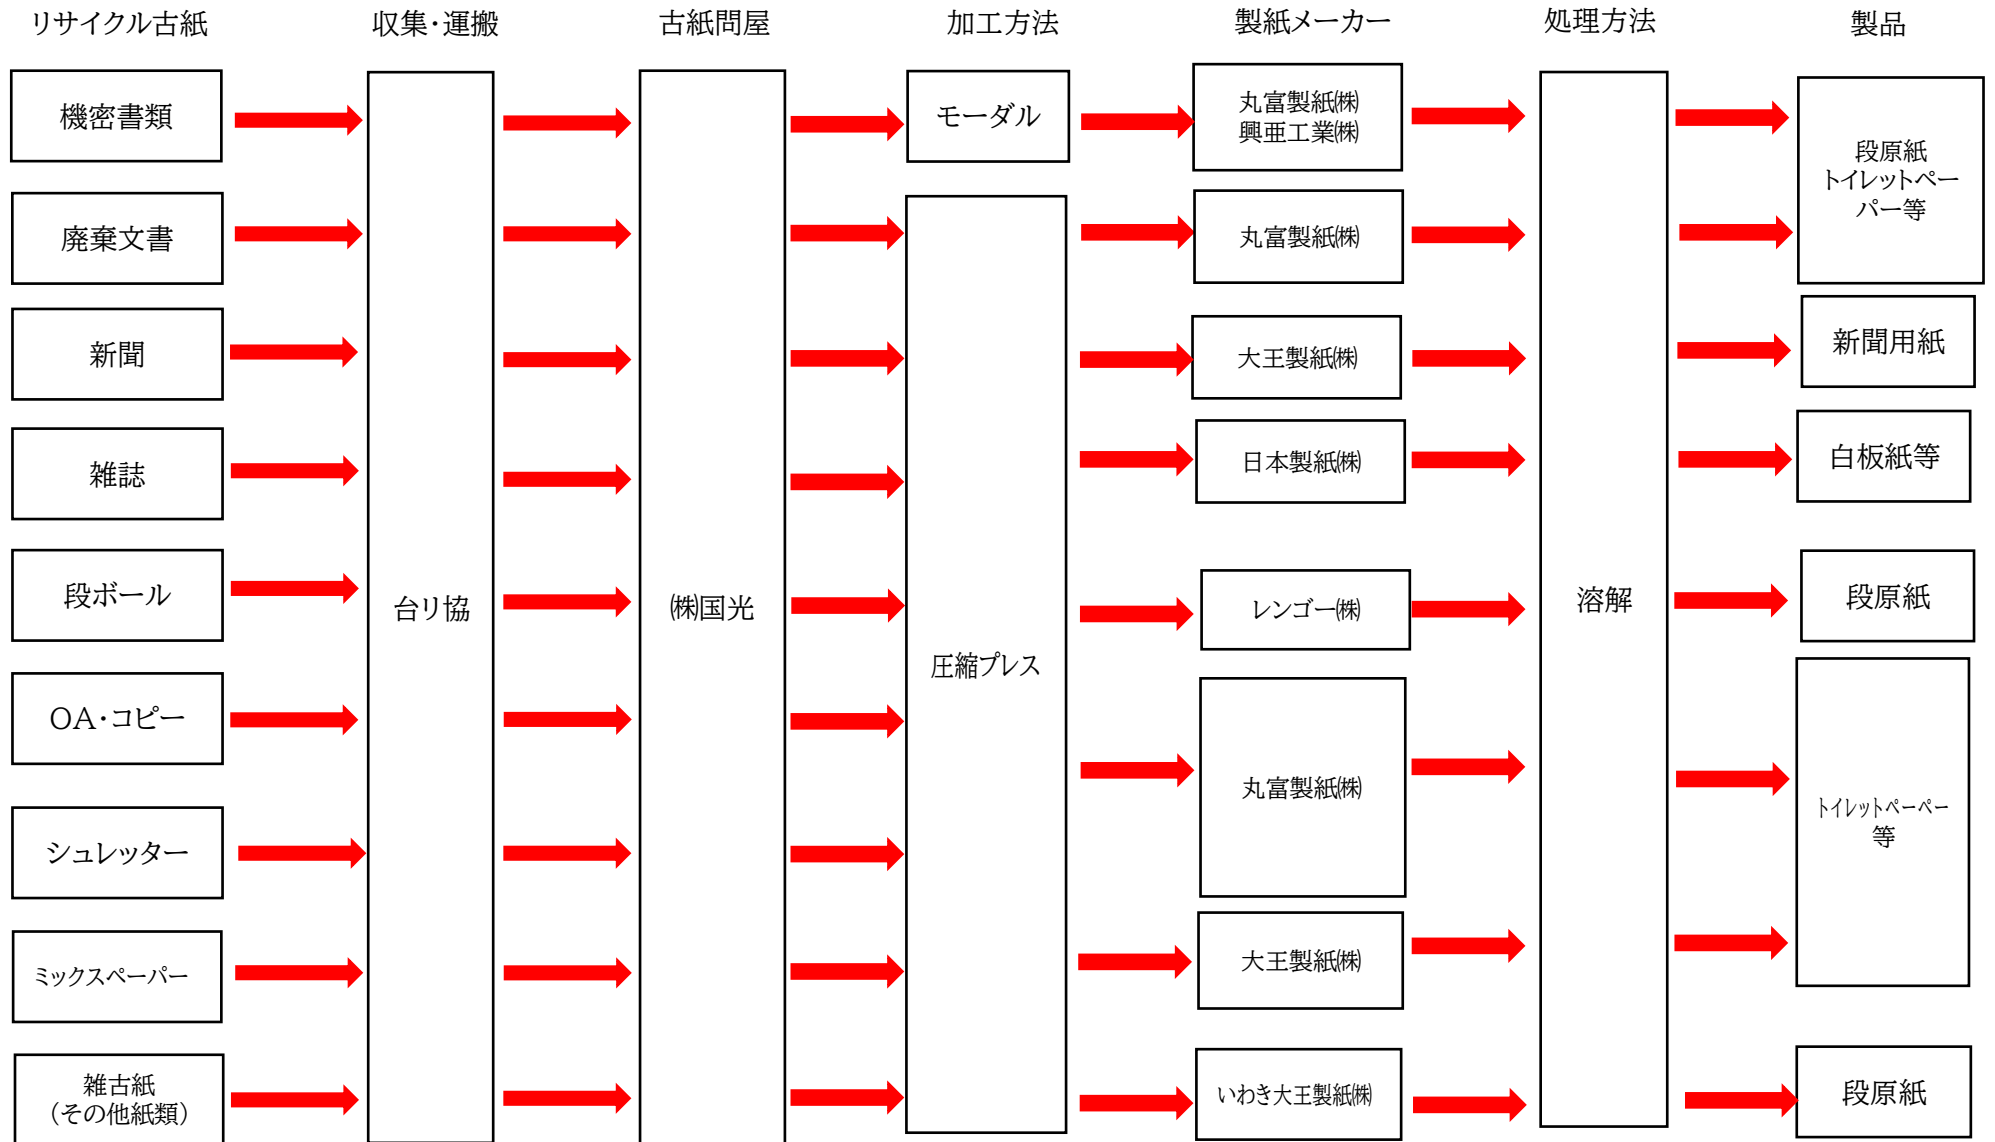 リサイクル古紙
収集・運搬
古紙問屋
加工方法
製紙メーカー
処理方法
製品
機密書類
廃棄文書
新聞
雑誌
段ボール
OA・コピー
シュレッター
ミックスペーパー
雑古紙
（その他紙類）
台リ協
㈱国光
モーダル
圧縮プレス
丸富製紙㈱
興亜工業㈱
丸富製紙㈱
大王製紙㈱
日本製紙㈱
レンゴー㈱
丸富製紙㈱
大王製紙㈱
いわき大王製紙㈱
溶解
段原紙
トイレットペー
パー等
新聞用紙
白板紙等
段原紙
トイレットペーペー
等
段原紙